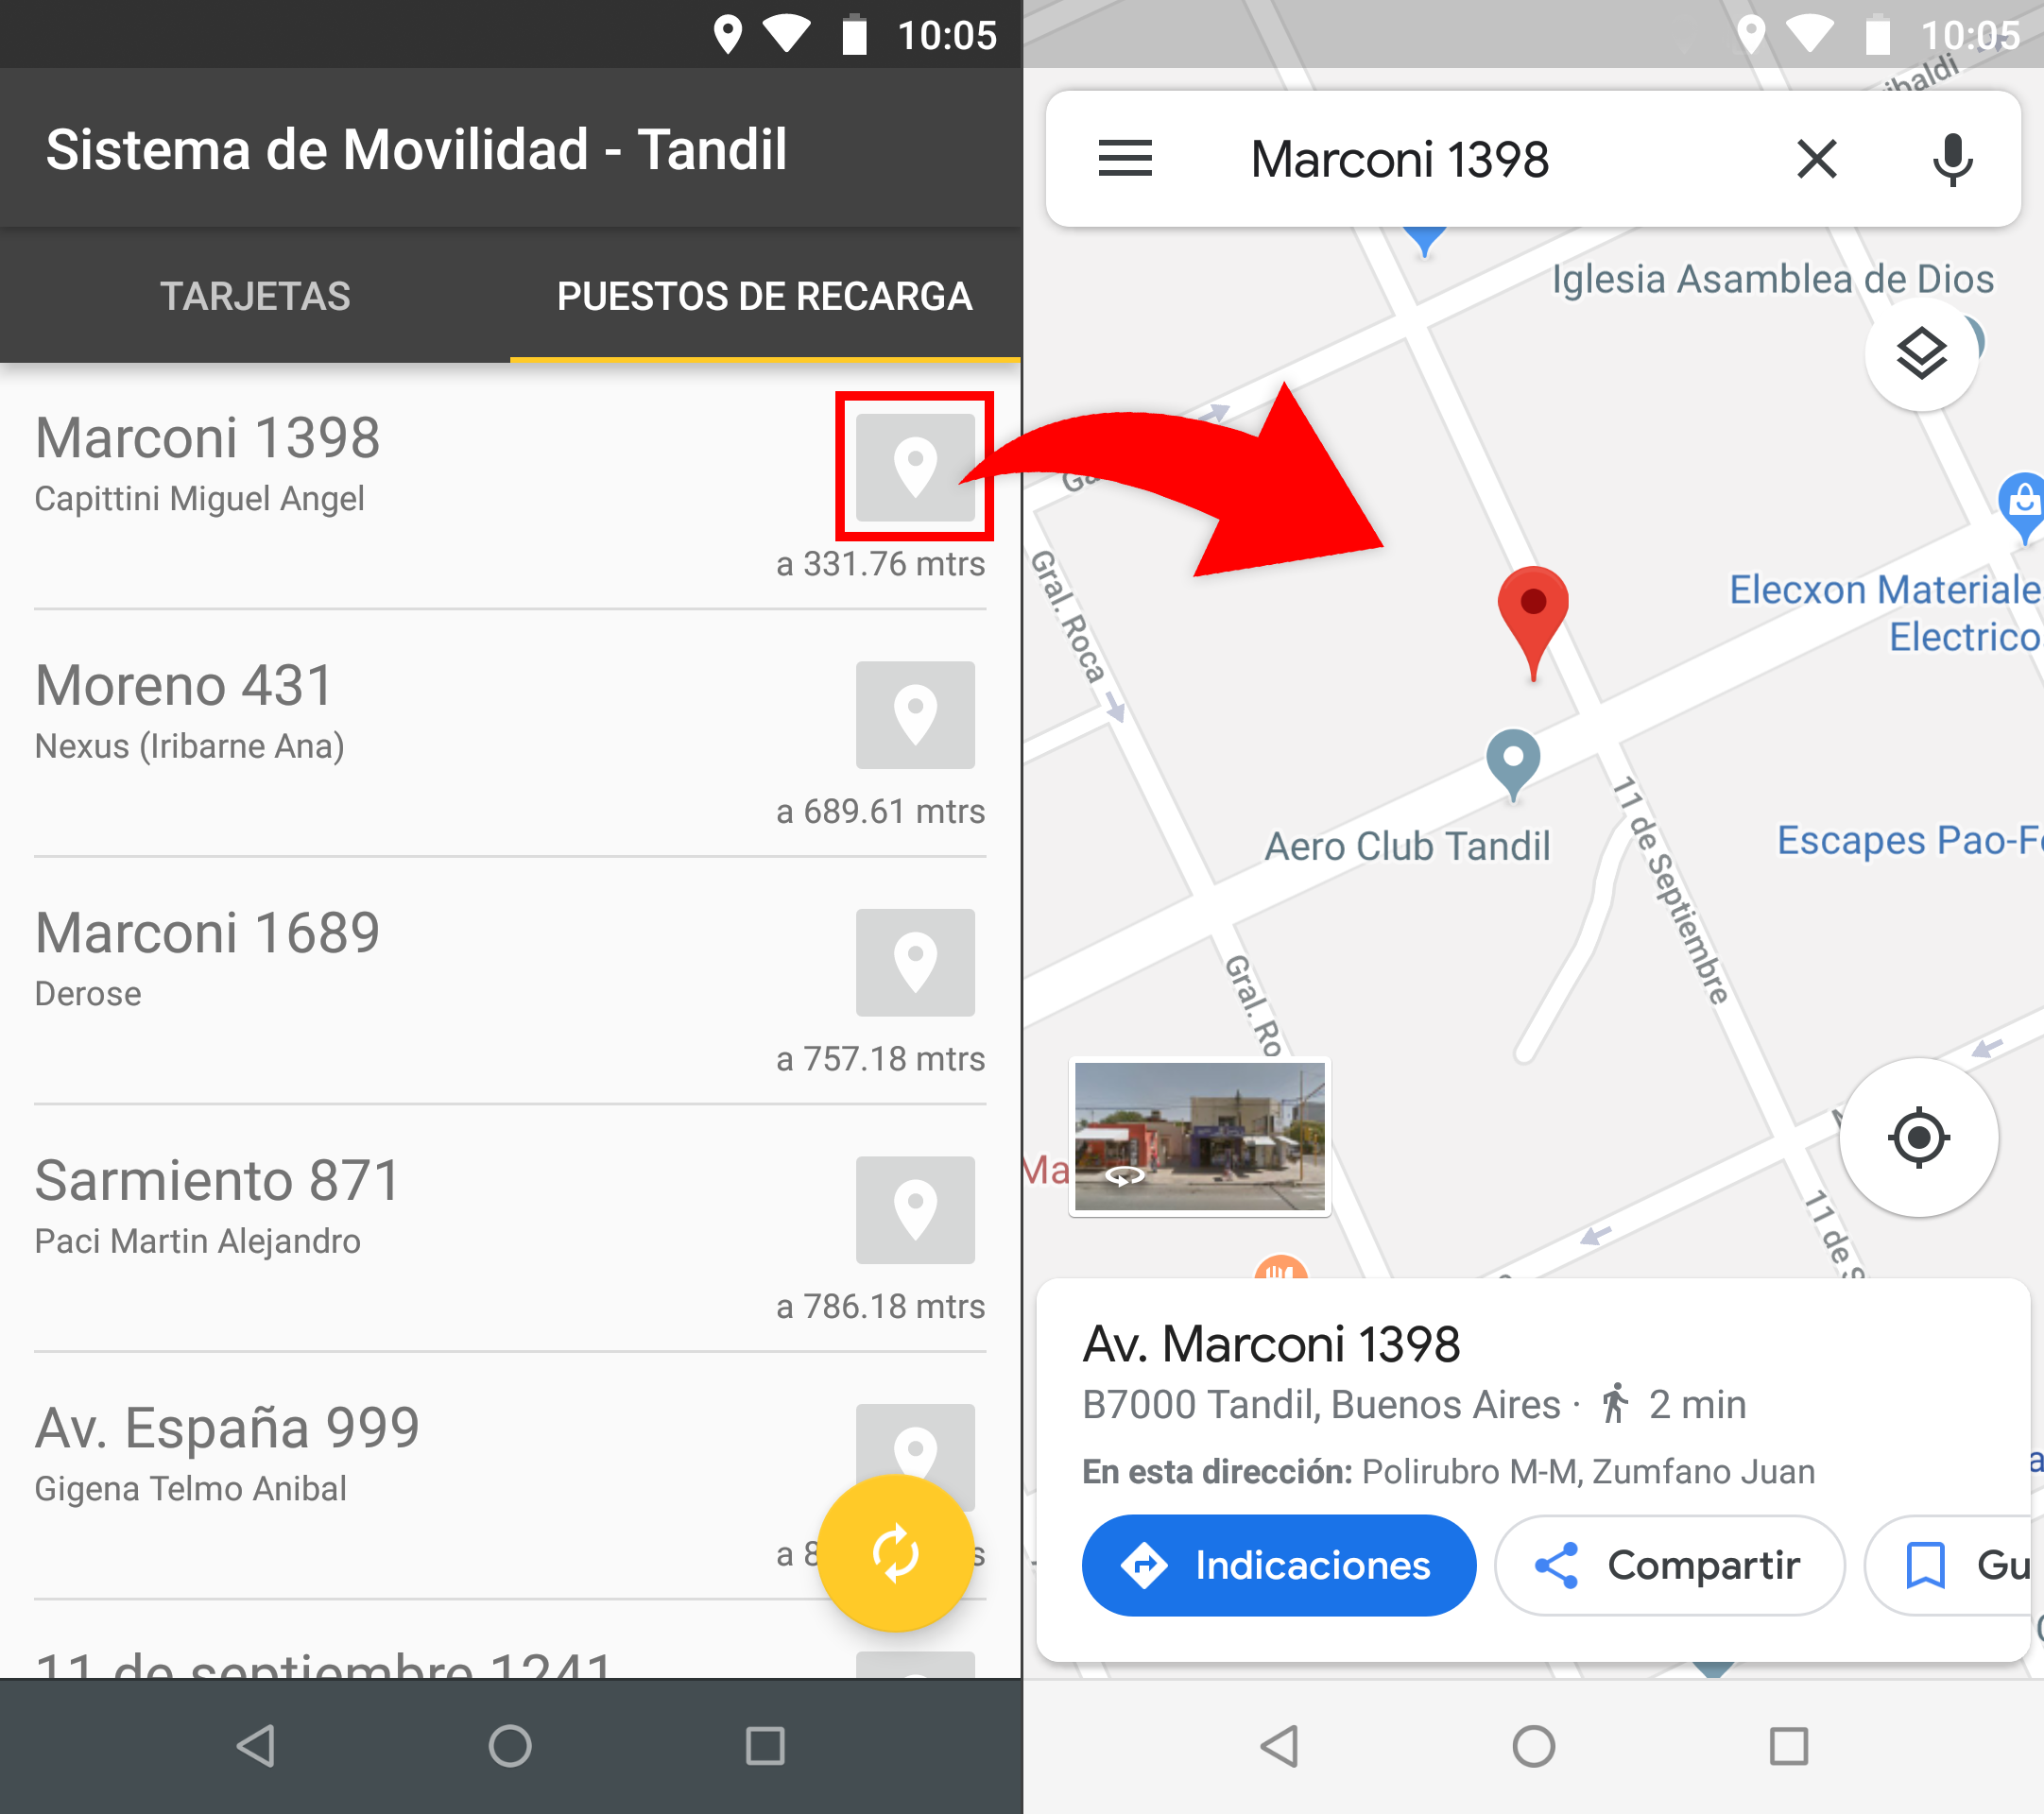 10:05
Sistema de Movilidad - Tandil
TARJETAS
PUESTOS DE RECARGA
Marconi 1398
Capittini Miguel Angel
a 331.76 mtrs
Moreno 431
Nexus (Iribarne Ana)
a 689.61 mtrs
Marconi 1689
Derose
a 757.18 mtrs
Sarmiento 871
Paci Martin Alejandro
a 786.18 mtrs
Av. España 999
Gigena Telmo Anibal
a 8
s
11 de septiembre 1241
10:05
ibaldi
Marconi 1398
Iglesia Asamblea de Dios
Ga
Gral. Roca
Elecxon Materiale
Electrico
Aero Club Tandil
11 de Septiembre
Escapes Pao-F
Gral. Ro
Ma
11 de S
Av. Marconi 1398
B7000 Tandil, Buenos Aires · 2 min
En esta dirección: Polirubro M-M, Zumfano Juan
Indicaciones
Compartir
Gu